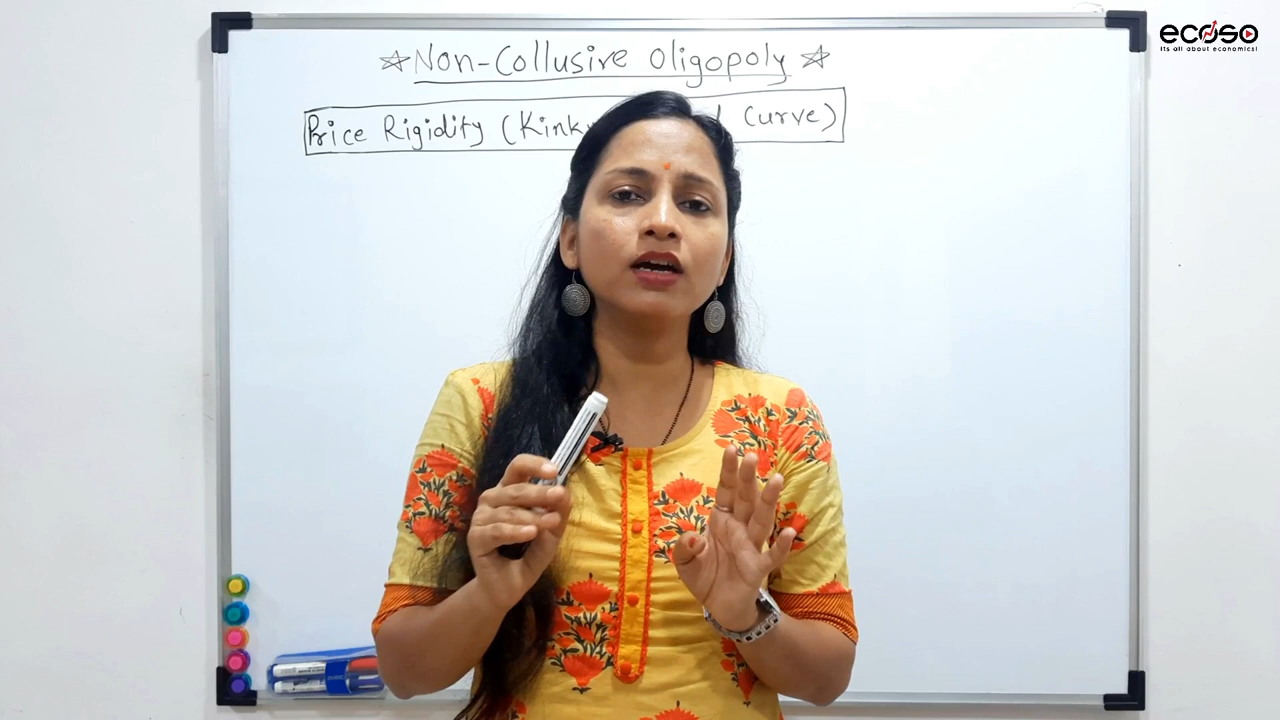 ☆ Non-Collusive Oligopoly ☆
Price Rigidity (Kink Curve)
ecoso
its all about economics!